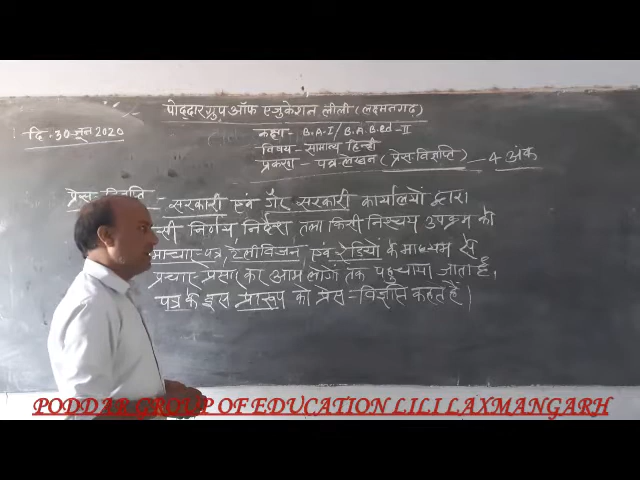 पोद्दार ग्रुप ऑफ एजुकेशन लीली (लक्ष्मनगढ़)
दि. 30 जून 2020
कक्षा - B.A.I / B.A.B.Ed - II
विषय - सामान्य हिन्दी
प्रकरण - पत्र-लेखन (प्रेस-विज्ञप्ति) - 4 अंक
प्रेस-विज्ञप्ति - सरकारी एवं गैर सरकारी कार्यालयों द्वारा
सी निर्णय, निर्देश तथा किसी निश्चय उपक्रम को
माचार-पत्र, टेलीविजन एवं रेडियों के माध्यम से
प्रचार प्रसार कर आम लोगों तक पहुचाया जाता है,
पत्र के इस प्रारूप को प्रेस-विज्ञप्ति कहते हैं।
PODDAR GROUP OF EDUCATION LILI LAXMANGARH